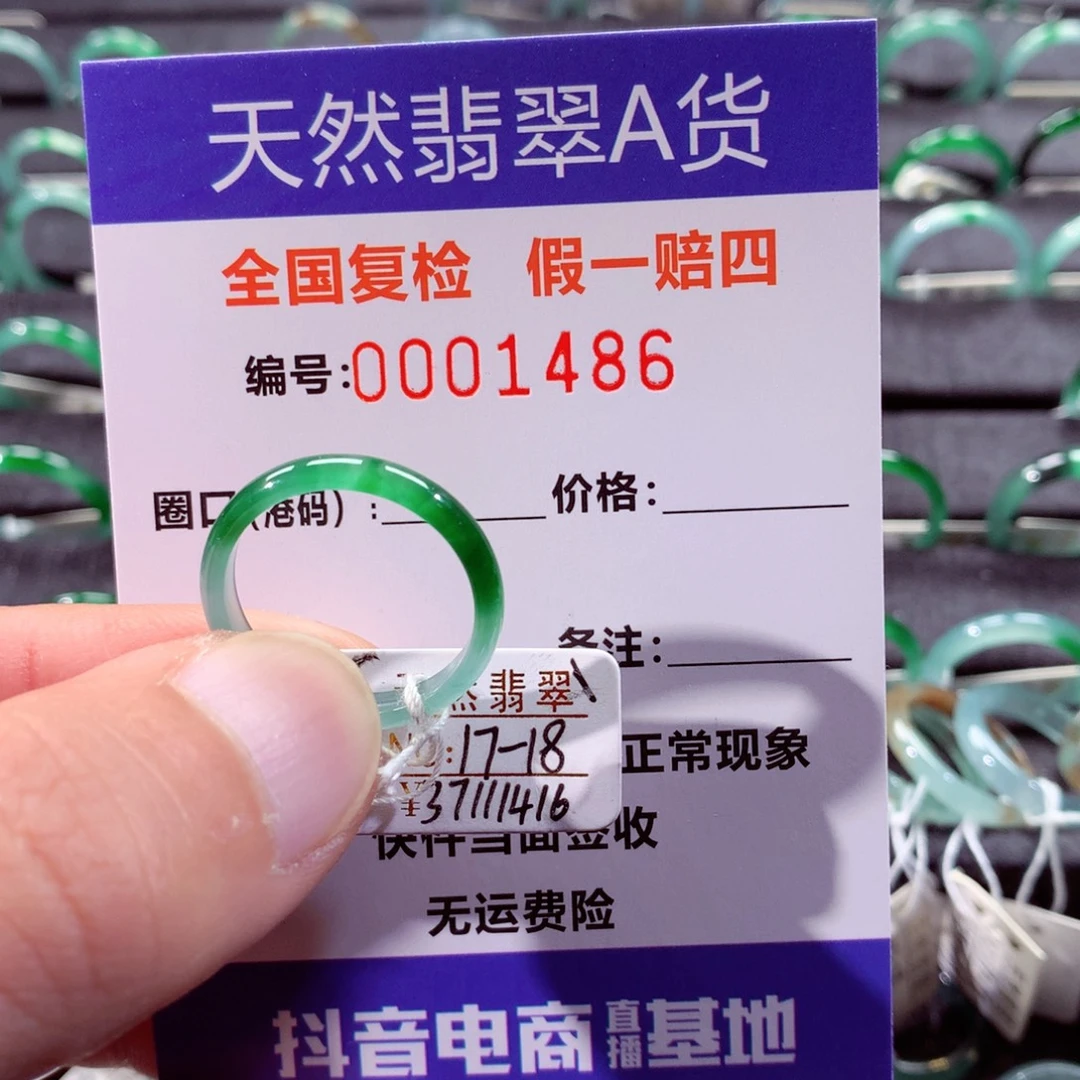 天然翡翠A货
全国复检 假一赔四
编号:0001486
圈口(港码):
价格:
备注:
然翡翠
NO:17-18
¥37111416
正常现象
快件当面签收
无运费险
抖音电商直播基地